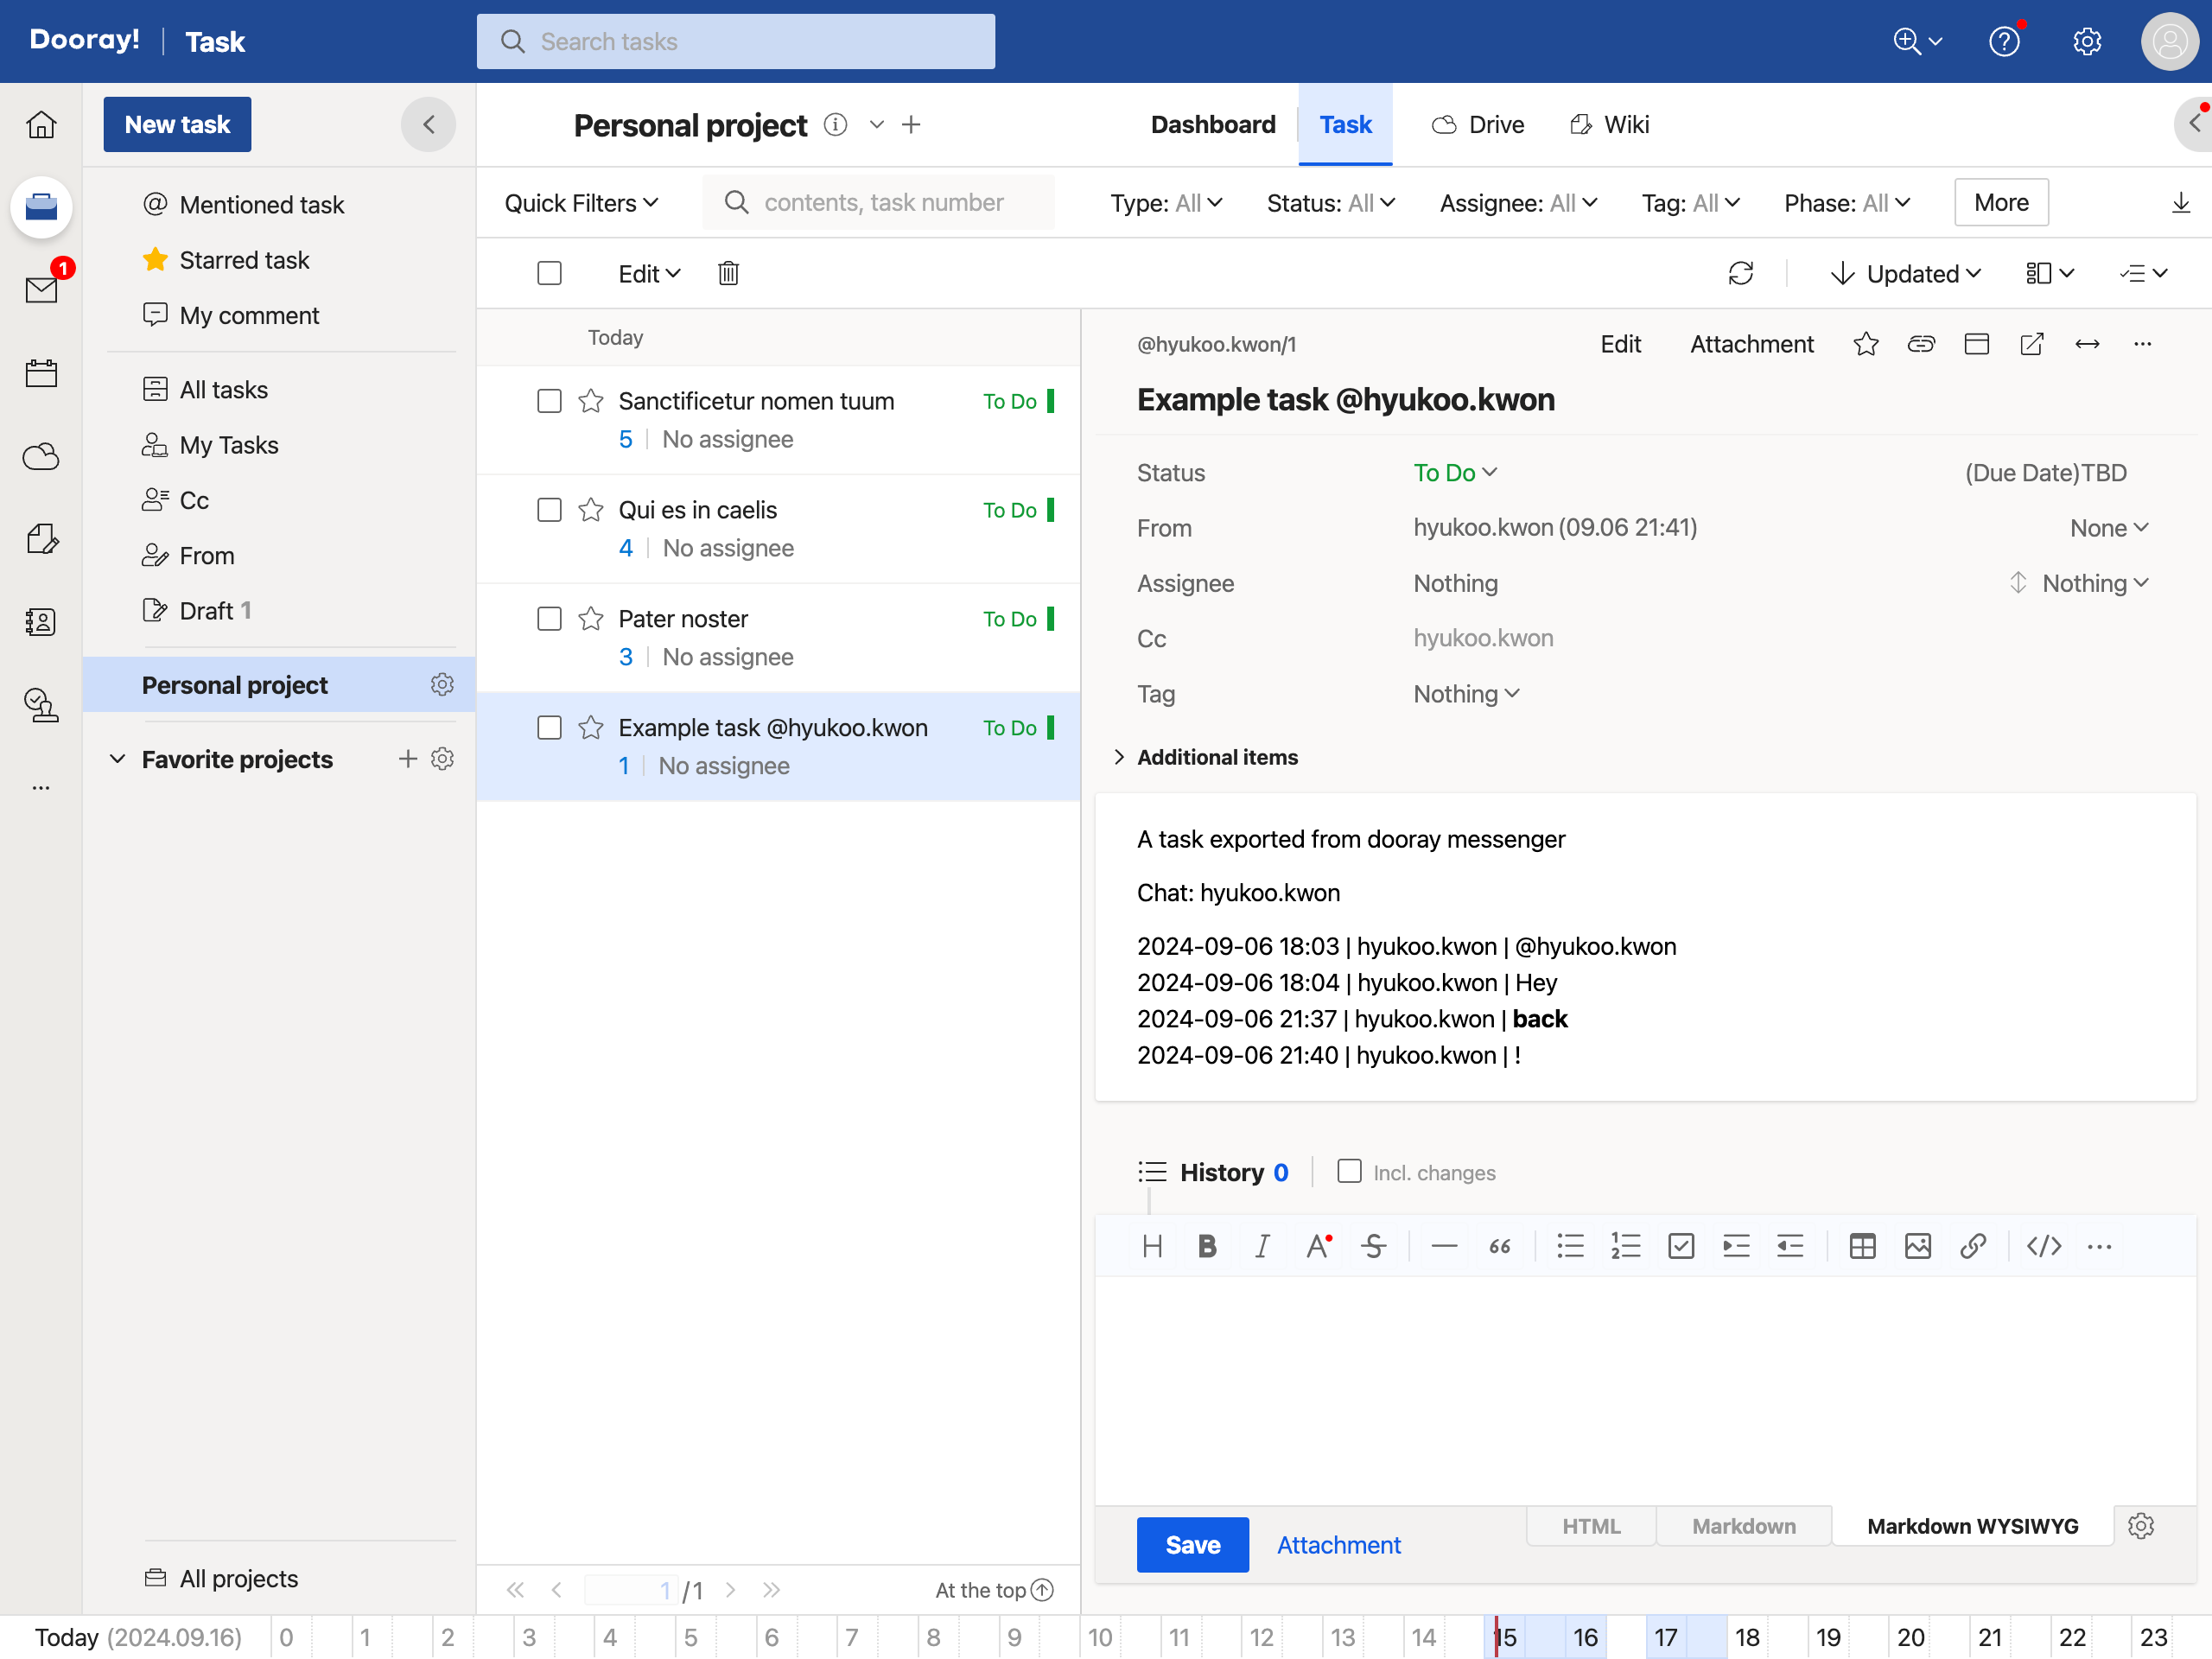 Dooray! Task
Search tasks
New task
Personal project
Dashboard
Task
Drive
Wiki
1
Mentioned task
Starred task
My comment
All tasks
My Tasks
Cc
From
Draft 1
Personal project
Favorite projects
All projects
Quick Filters
contents, task number
Type: All
Status: All
Assignee: All
Tag: All
Phase: All
More
Edit
Updated
Today
Sanctificetur nomen tuum To Do
5 No assignee
Qui es in caelis To Do
4 No assignee
Pater noster To Do
3 No assignee
Example task @hyukoo.kwon To Do
1 No assignee
1 /1
At the top
@hyukoo.kwon/1
Edit
Attachment
Example task @hyukoo.kwon
Status To Do (Due Date)TBD
From hyukoo.kwon (09.06 21:41) None
Assignee Nothing Nothing
Cc hyukoo.kwon
Tag Nothing
Additional items
A task exported from dooray messenger
Chat: hyukoo.kwon
2024-09-06 18:03 | hyukoo.kwon | @hyukoo.kwon
2024-09-06 18:04 | hyukoo.kwon | Hey
2024-09-06 21:37 | hyukoo.kwon | back
2024-09-06 21:40 | hyukoo.kwon | !
History 0
Incl. changes
Save
Attachment
HTML
Markdown
Markdown WYSIWYG
Today (2024.09.16) 0 1 2 3 4 5 6 7 8 9 10 11 12 13 14 15 16 17 18 19 20 21 22 23